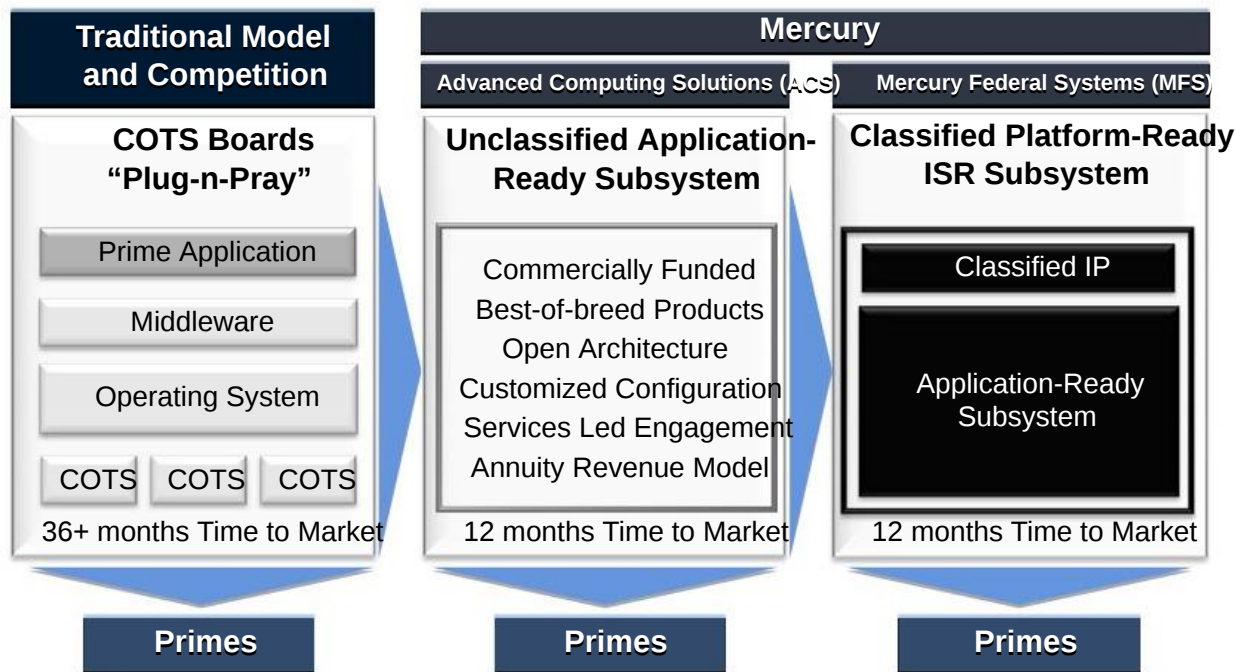 Traditional Model
and Competition
COTS Boards
“Plug-n-Pray”
Prime Application
Middleware
Operating System
COTS COTS COTS
36+ months Time to Market
Primes
Mercury
Advanced Computing Solutions (ACS)
Unclassified Application-
Ready Subsystem
Commercially Funded
Best-of-breed Products
Open Architecture
Customized Configuration
Services Led Engagement
Annuity Revenue Model
12 months Time to Market
Primes
Mercury Federal Systems (MFS)
Classified Platform-Ready
ISR Subsystem
Classified IP
Application-Ready
Subsystem
12 months Time to Market
Primes